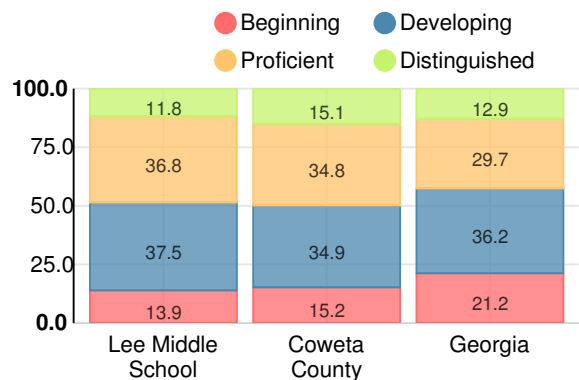 Beginning
Developing
Proficient
Distinguished
100.0
75.0
50.0
25.0
0.0
11.8
15.1
12.9
36.8
34.8
29.7
37.5
34.9
36.2
13.9
15.2
21.2
Lee Middle
School
Coweta
County
Georgia